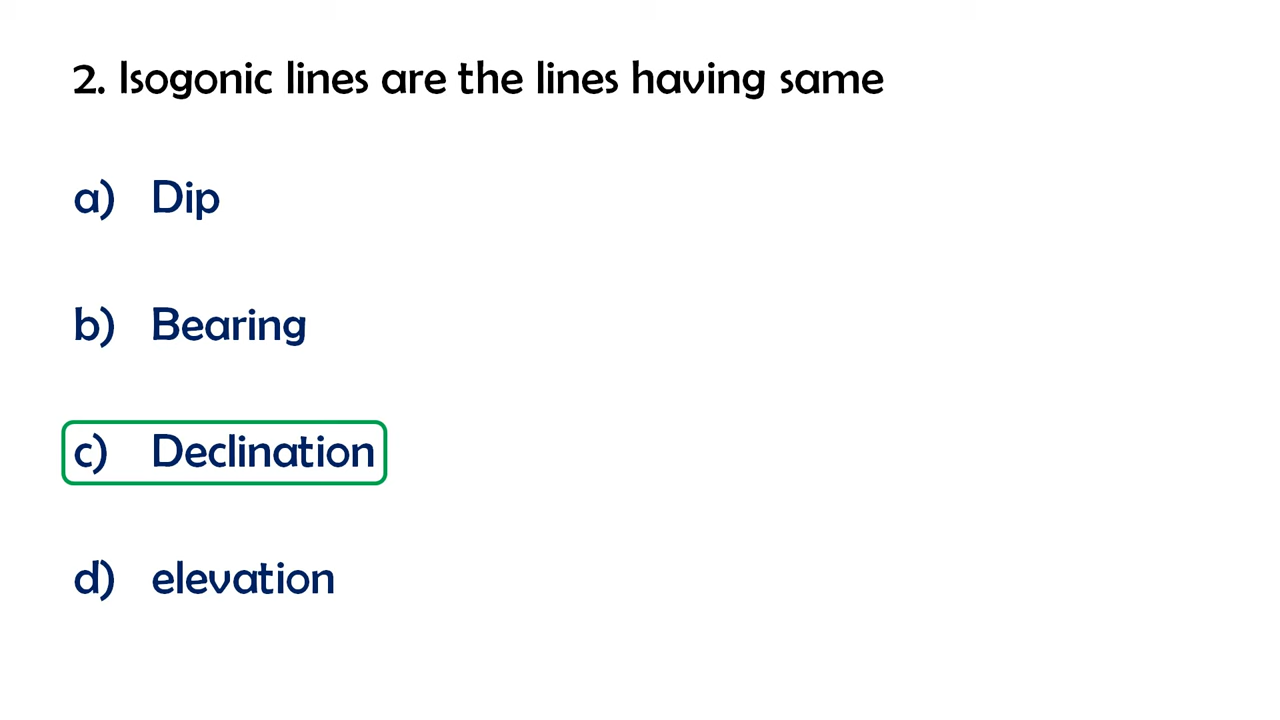 2. Isogonic lines are the lines having same
a) Dip
b) Bearing
c) Declination
d) elevation